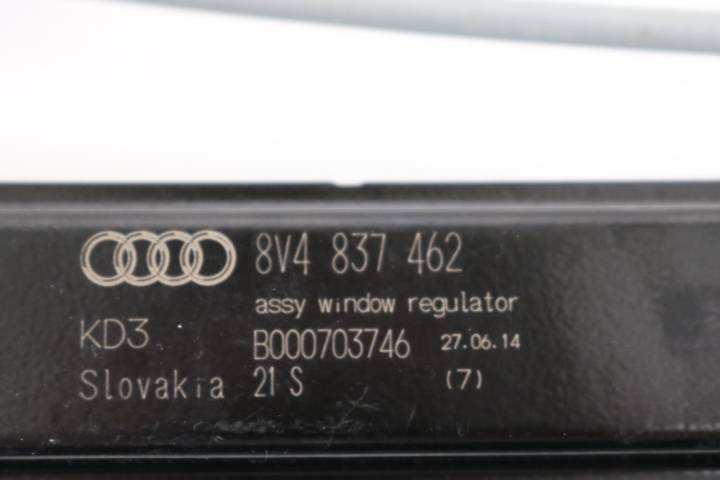 8V4 837 462
assy window regulator
KD3 B000703746 27.06.14
Slovakia 21 S (7)